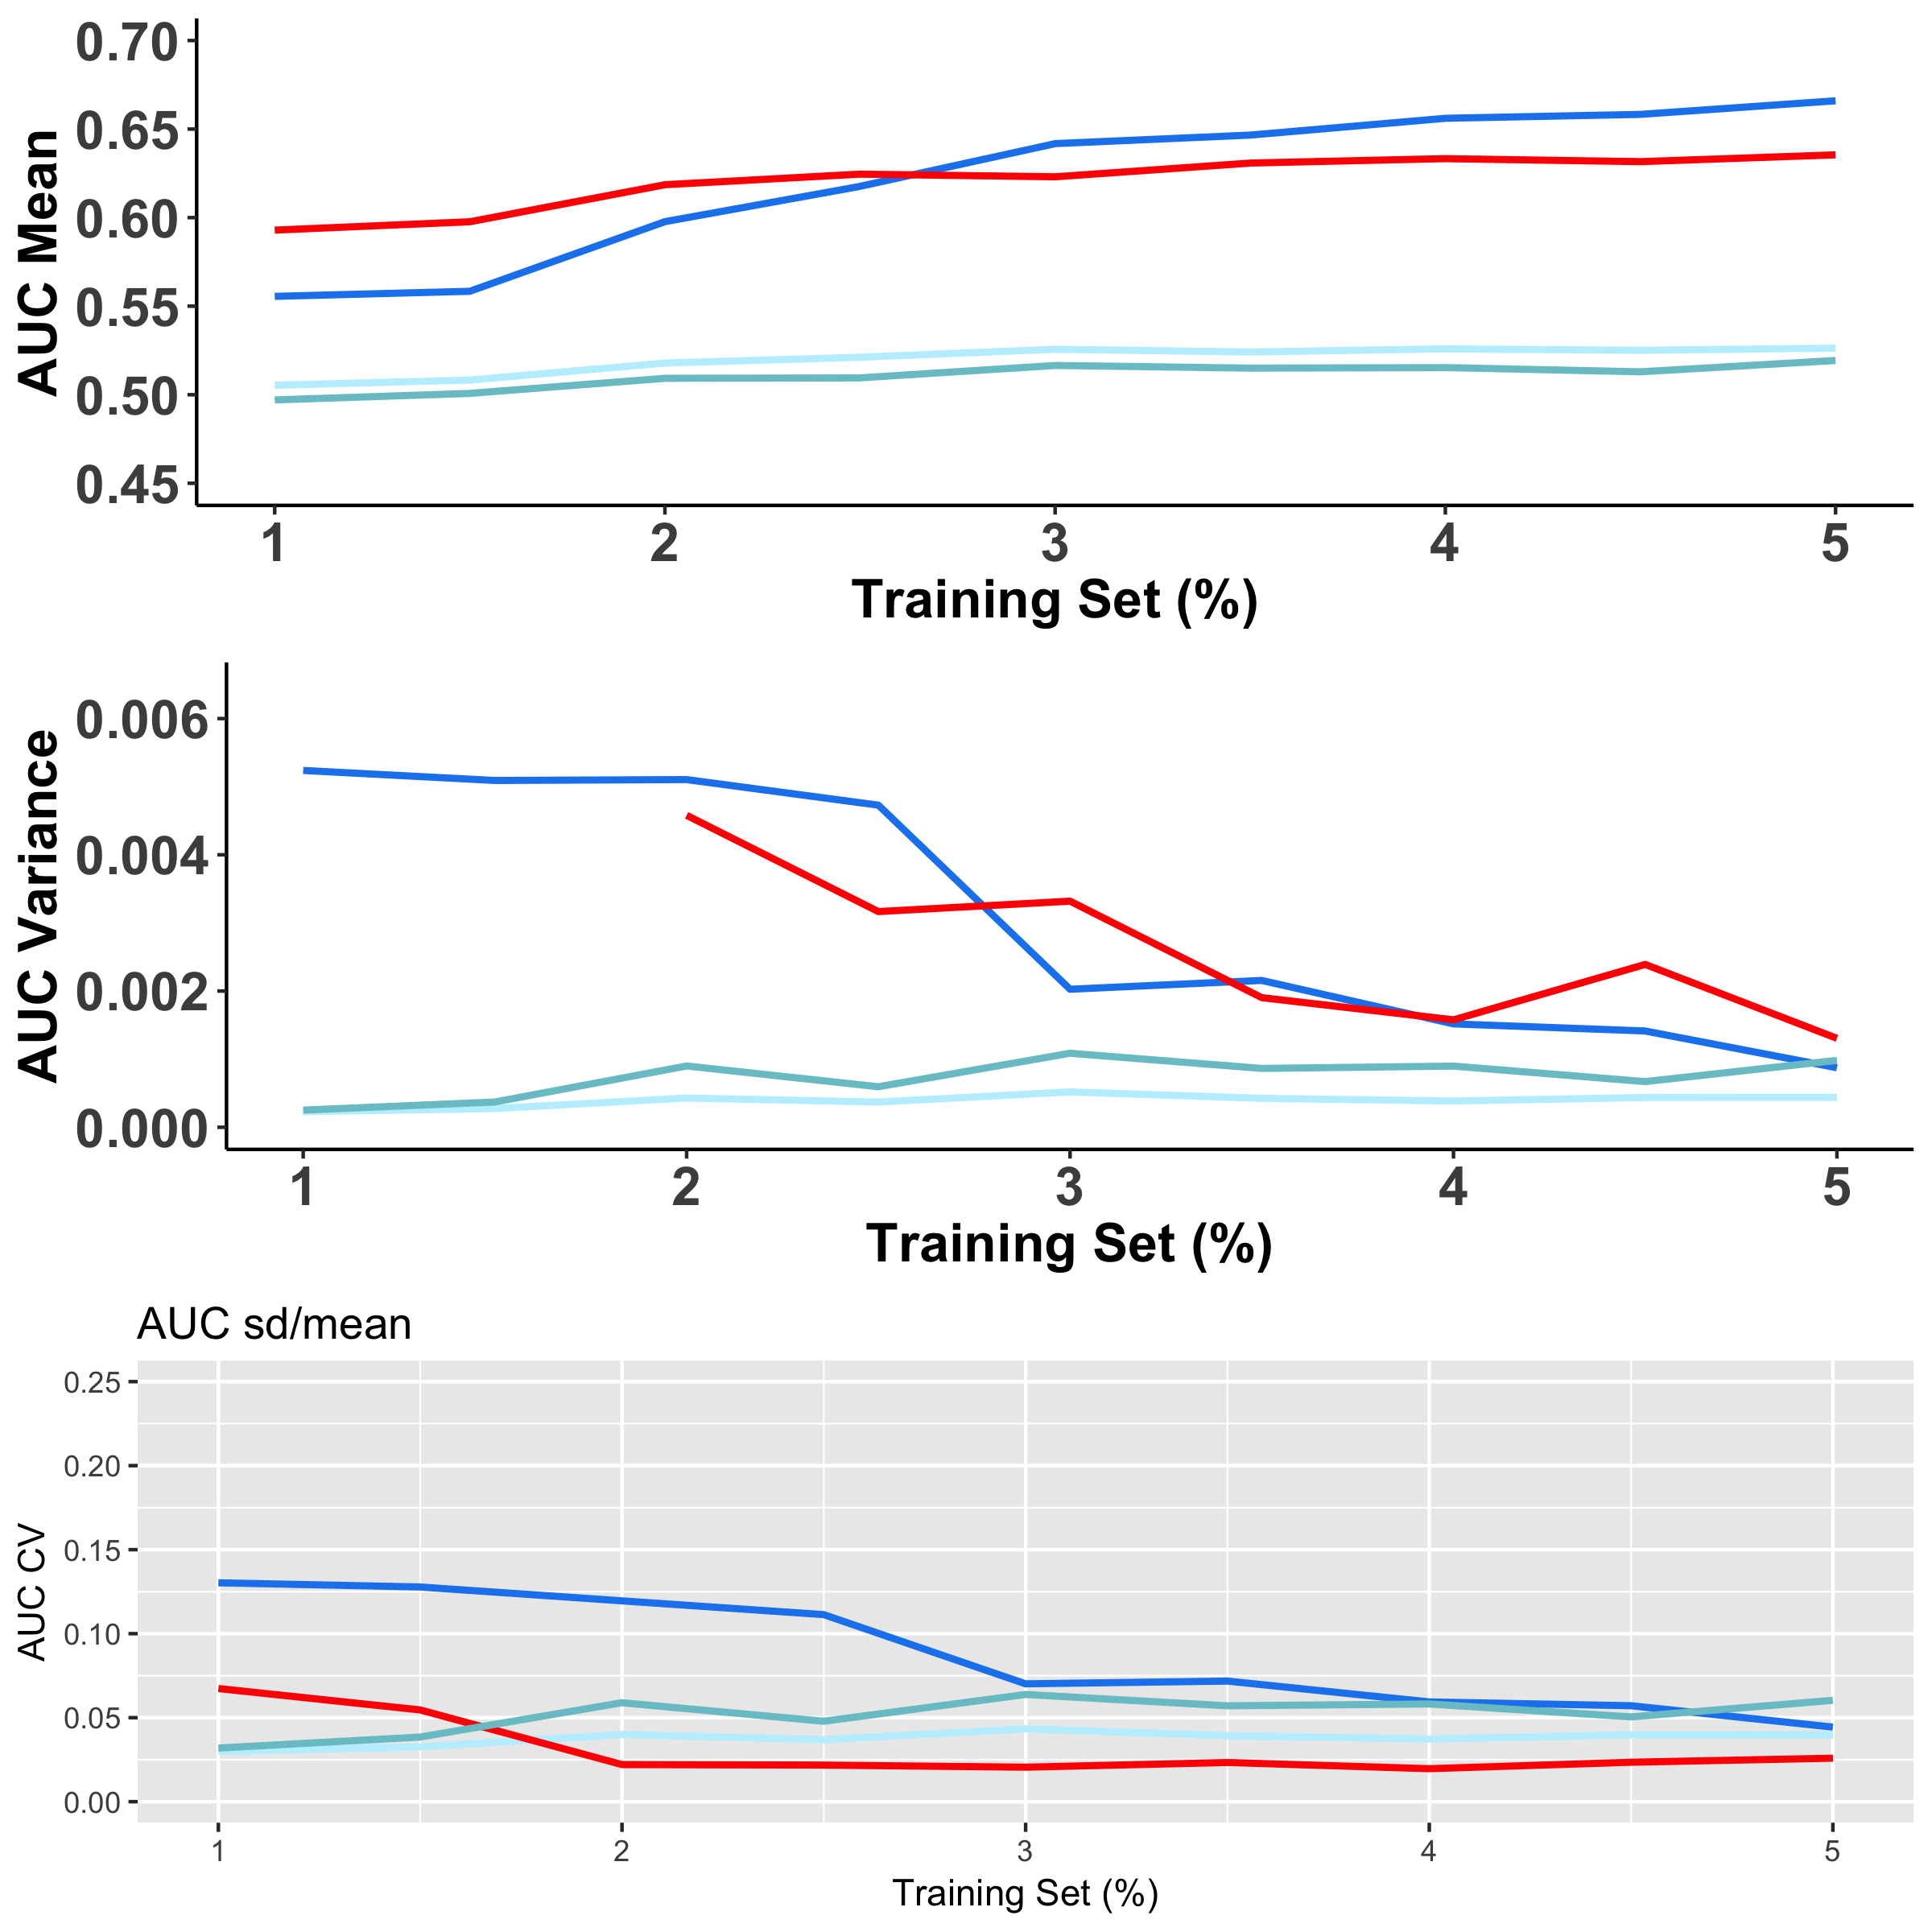 AUC Mean
0.70
0.65
0.60
0.55
0.50
0.45
1 2 3 4 5
Training Set (%)
AUC Variance
0.006
0.004
0.002
0.000
1 2 3 4 5
Training Set (%)
AUC sd/mean
AUC CV
0.25
0.20
0.15
0.10
0.05
0.00
1 2 3 4 5
Training Set (%)